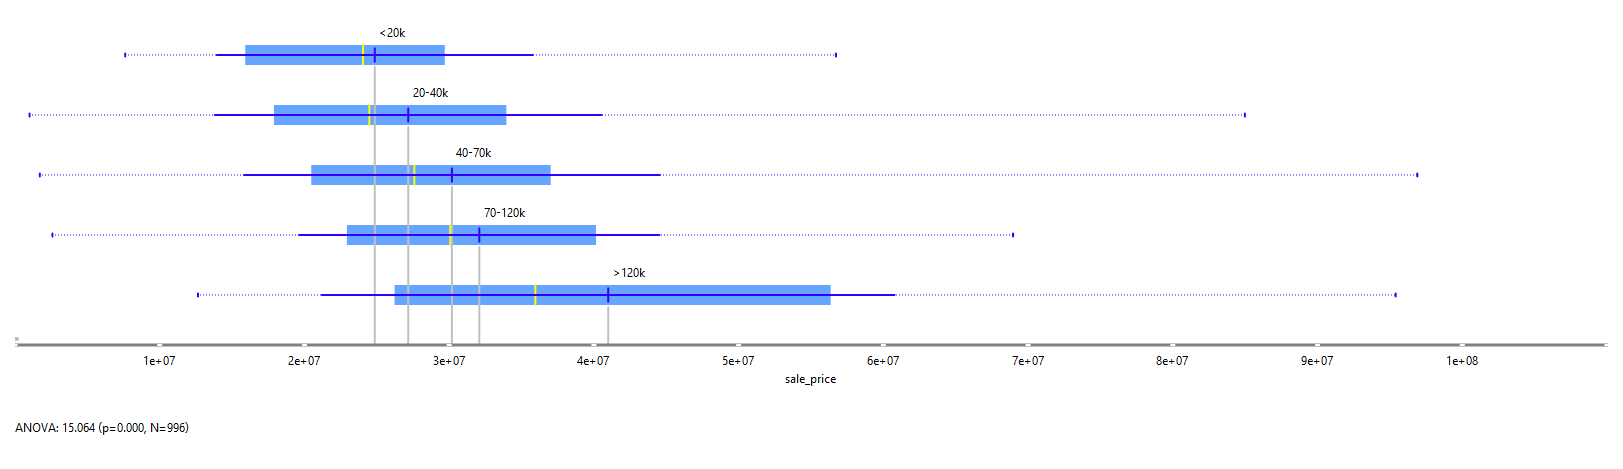 <20k
20-40k
40-70k
70-120k
>120k
1e+07 2e+07 3e+07 4e+07 5e+07 6e+07 7e+07 8e+07 9e+07 1e+08
sale_price
ANOVA: 15.064 (p=0.000, N=996)